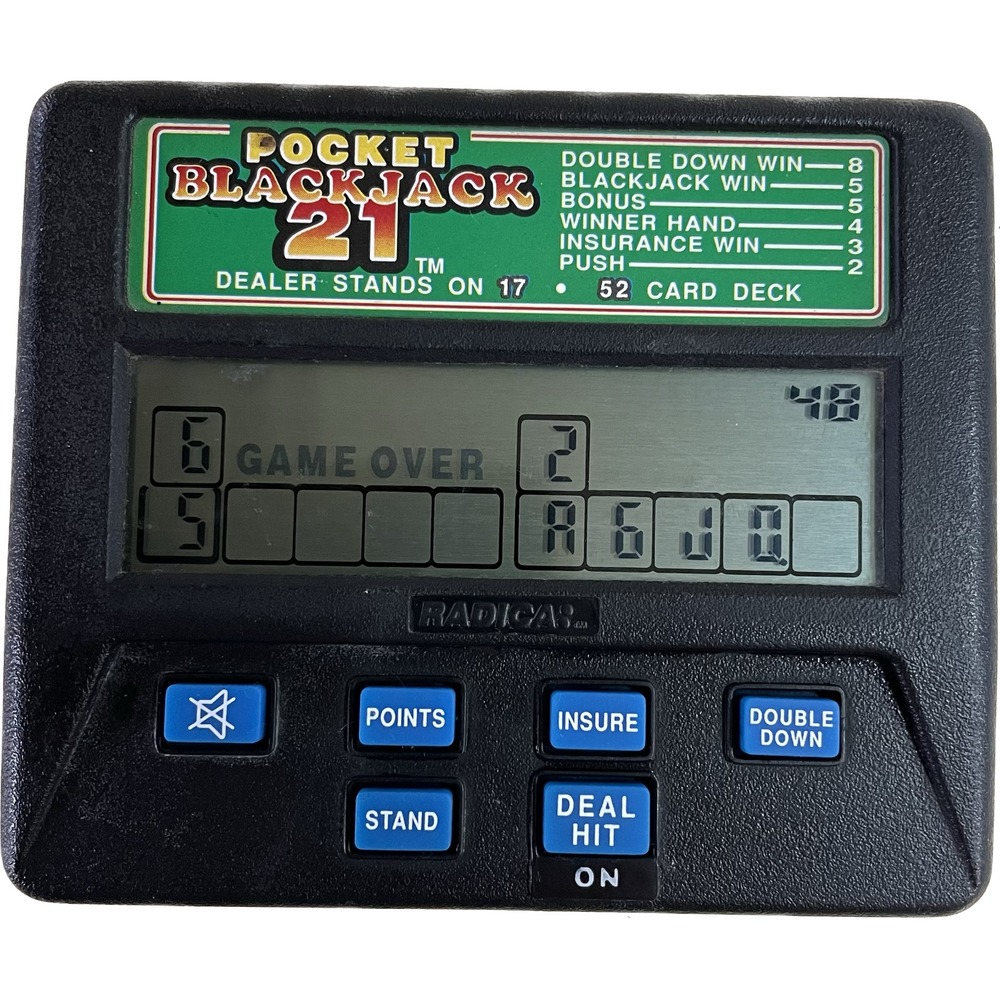 POCKET
BLACKJACK
21™
DEALER STANDS ON 17 • 52 CARD DECK
DOUBLE DOWN WIN—8
BLACKJACK WIN—5
BONUS—5
WINNER HAND—4
INSURANCE WIN—3
PUSH—2
48
6 GAME OVER 2
5 A 6 J Q
RADICA
POINTS
INSURE
DOUBLE
DOWN
STAND
DEAL
HIT
ON